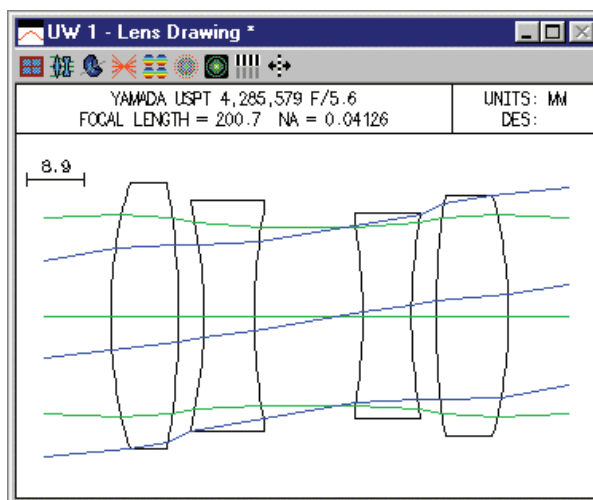 UW 1 - Lens Drawing *
YAMADA USPT 4,285,579 F/5.6
FOCAL LENGTH = 200.7 NA = 0.04126
UNITS: MM
DES:
8.9